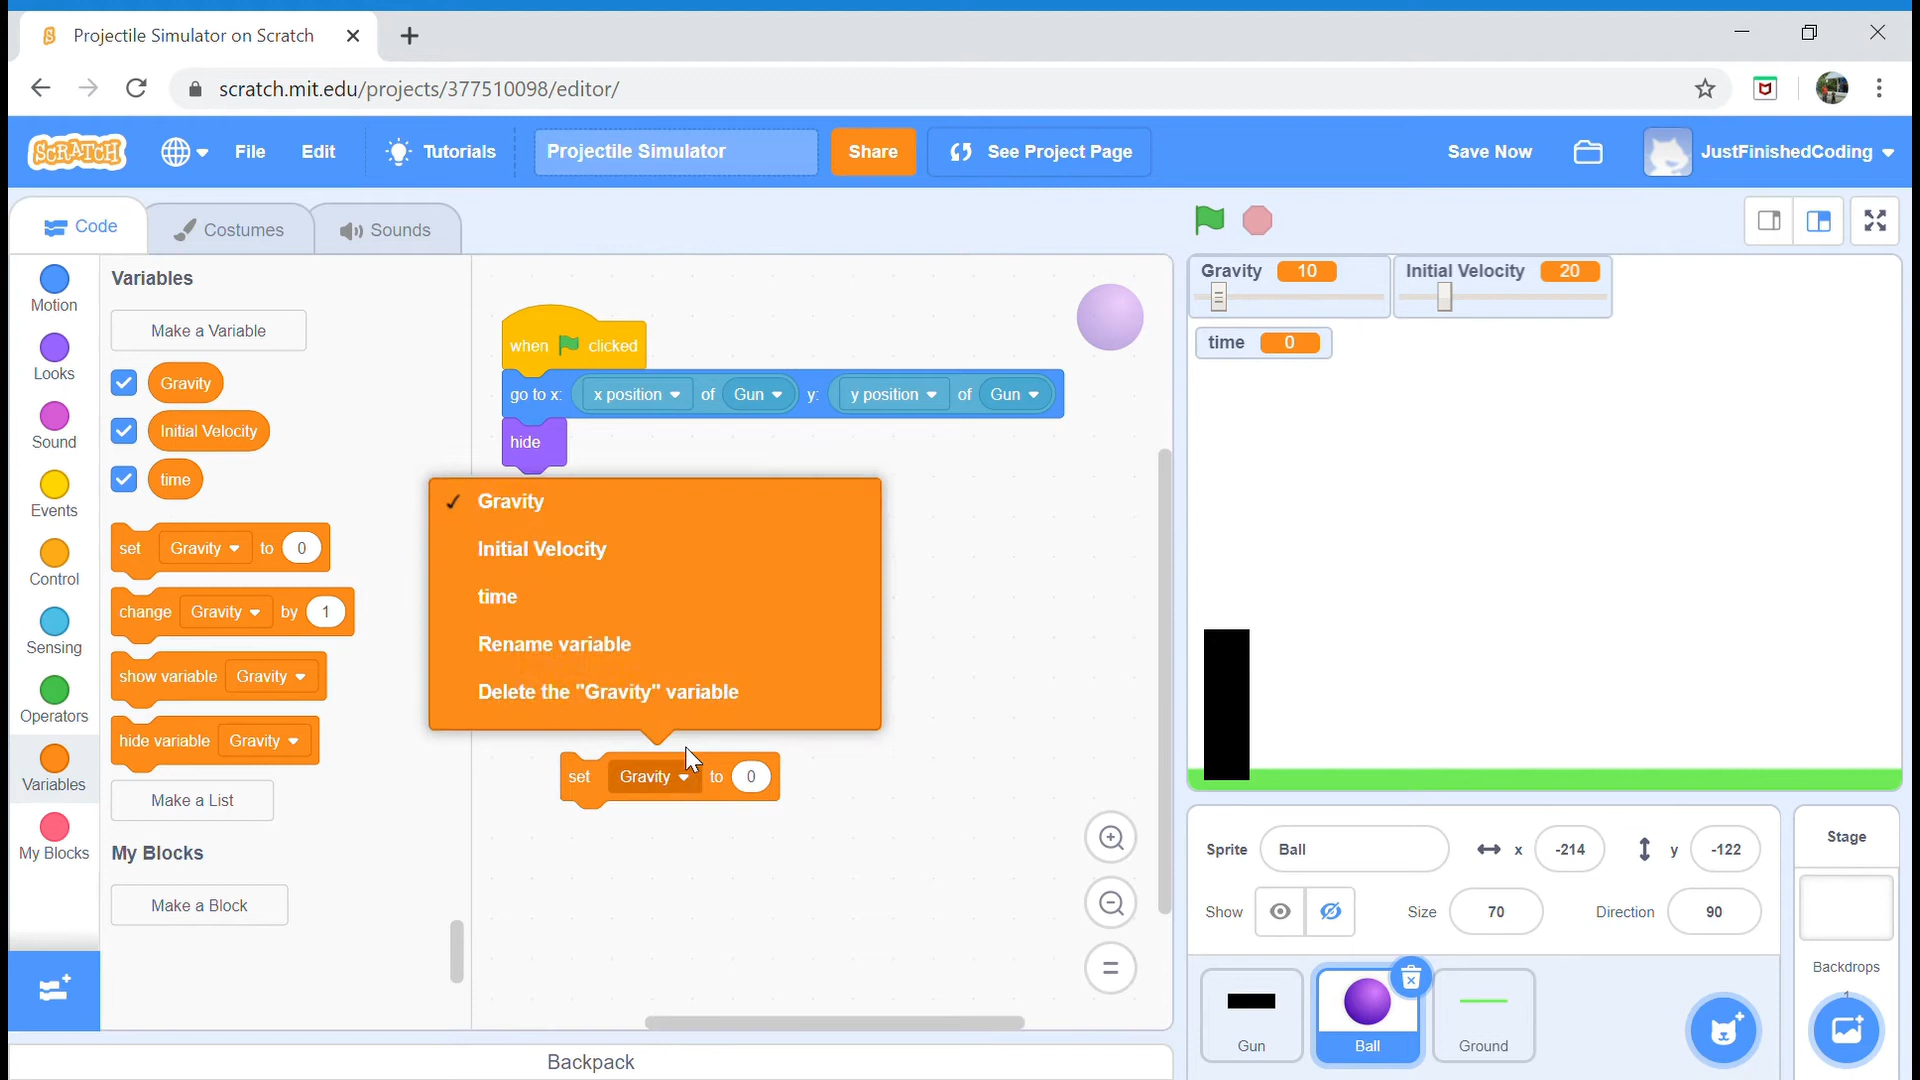 Projectile Simulator on Scratch
scratch.mit.edu/projects/377510098/editor/
SCRATCH
File
Edit
Tutorials
Projectile Simulator
Share
See Project Page
Save Now
JustFinishedCoding
Code
Costumes
Sounds
Motion
Looks
Sound
Events
Control
Sensing
Operators
Variables
My Blocks
Variables
Make a Variable
Gravity
Initial Velocity
time
set Gravity to 0
change Gravity by 1
show variable Gravity
hide variable Gravity
Make a List
My Blocks
Make a Block
when clicked
go to x: x position of Gun y: y position of Gun
hide
✓ Gravity
Initial Velocity
time
Rename variable
Delete the "Gravity" variable
set Gravity to 0
Backpack
Gravity 10
Initial Velocity 20
time 0
Sprite Ball x -214 y -122
Show Size 70 Direction 90
Gun
Ball
Ground
Stage
Backdrops
1